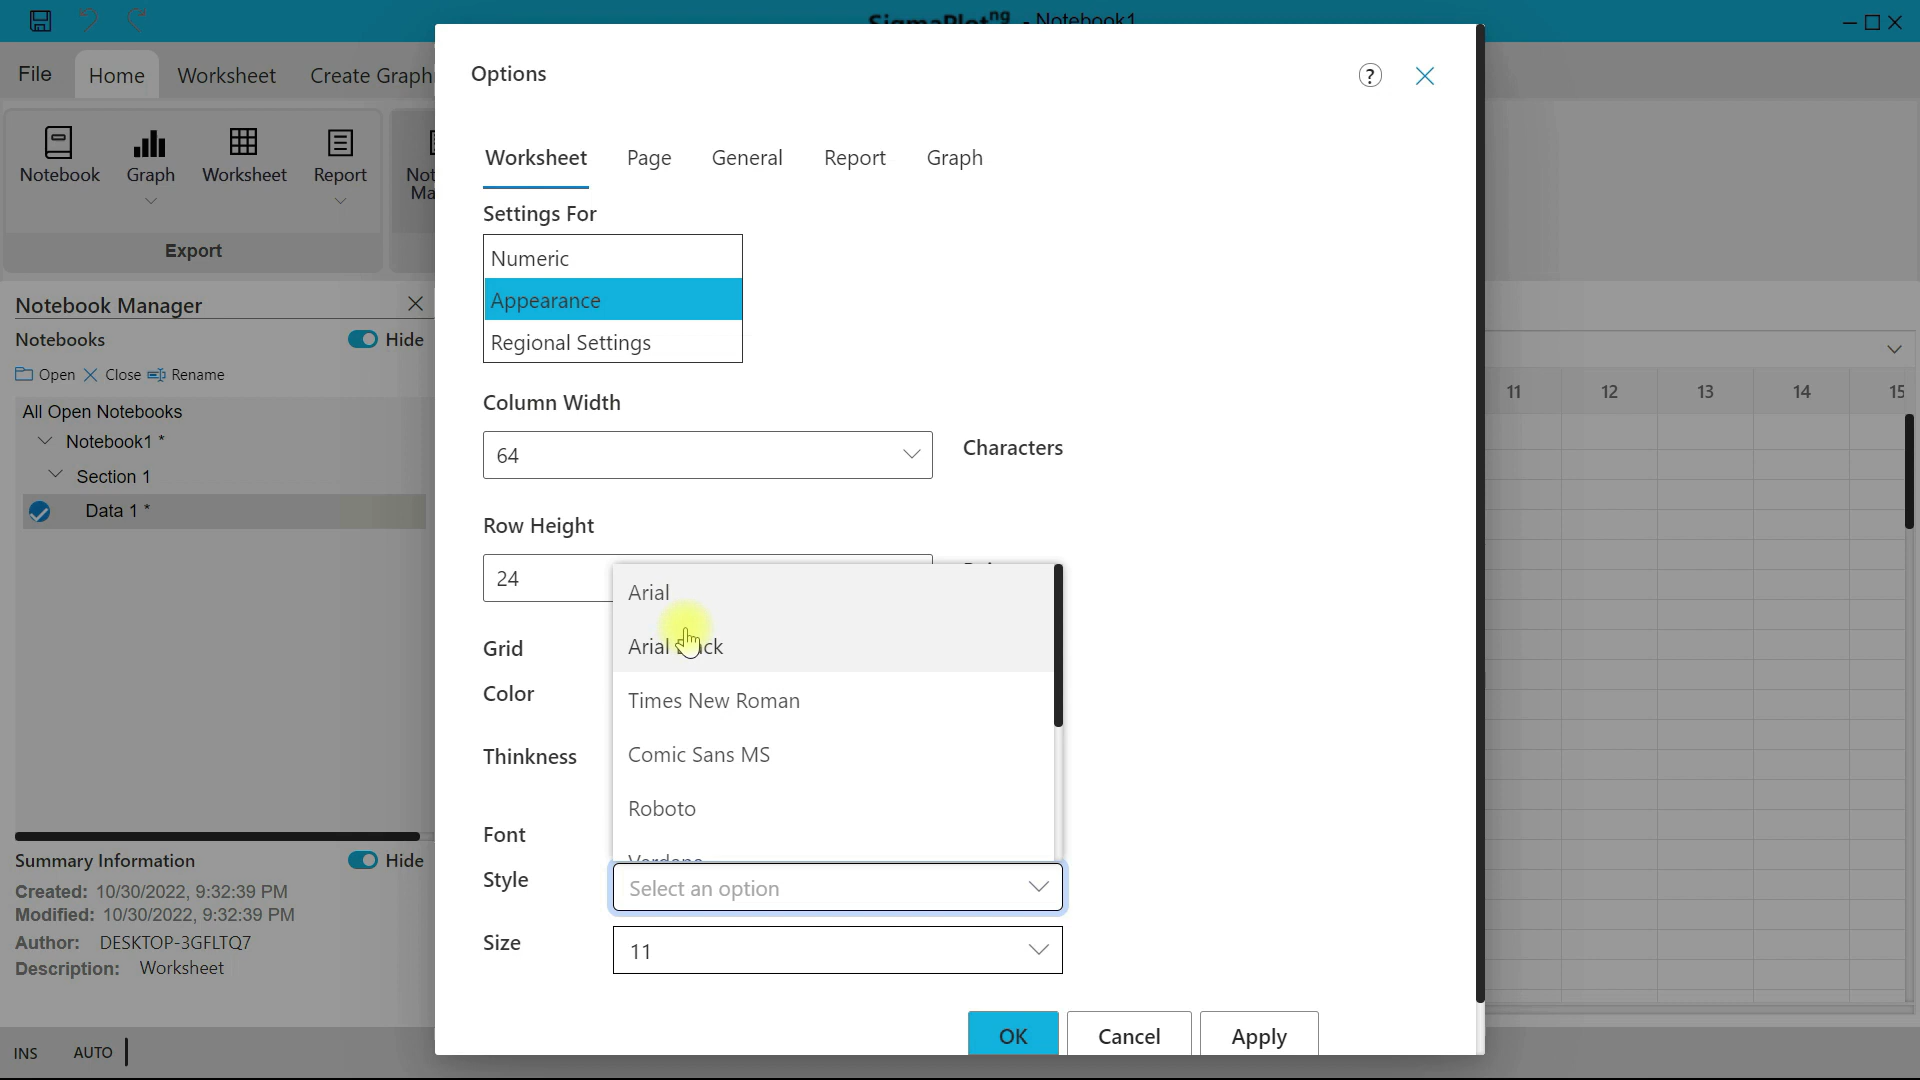 - Notebook1
File
Home
Worksheet
Create Graph
Notebook
Graph
Worksheet
Report
Export
Notebook Manager
Notebooks
Hide
Open
Close
Rename
All Open Notebooks
Notebook1 *
Section 1
Data 1 *
Summary Information
Hide
Created: 10/30/2022, 9:32:39 PM
Modified: 10/30/2022, 9:32:39 PM
Author: DESKTOP-3GFLTQ7
Description: Worksheet
INS
AUTO
Options
?
Worksheet
Page
General
Report
Graph
Settings For
Numeric
Appearance
Regional Settings
Column Width
64
Characters
Row Height
24
Grid
Color
Thinkness
Font
Style
Size
Arial
Arial
Times New Roman
Comic Sans MS
Roboto
Select an option
11
OK
Cancel
Apply
11
12
13
14
15